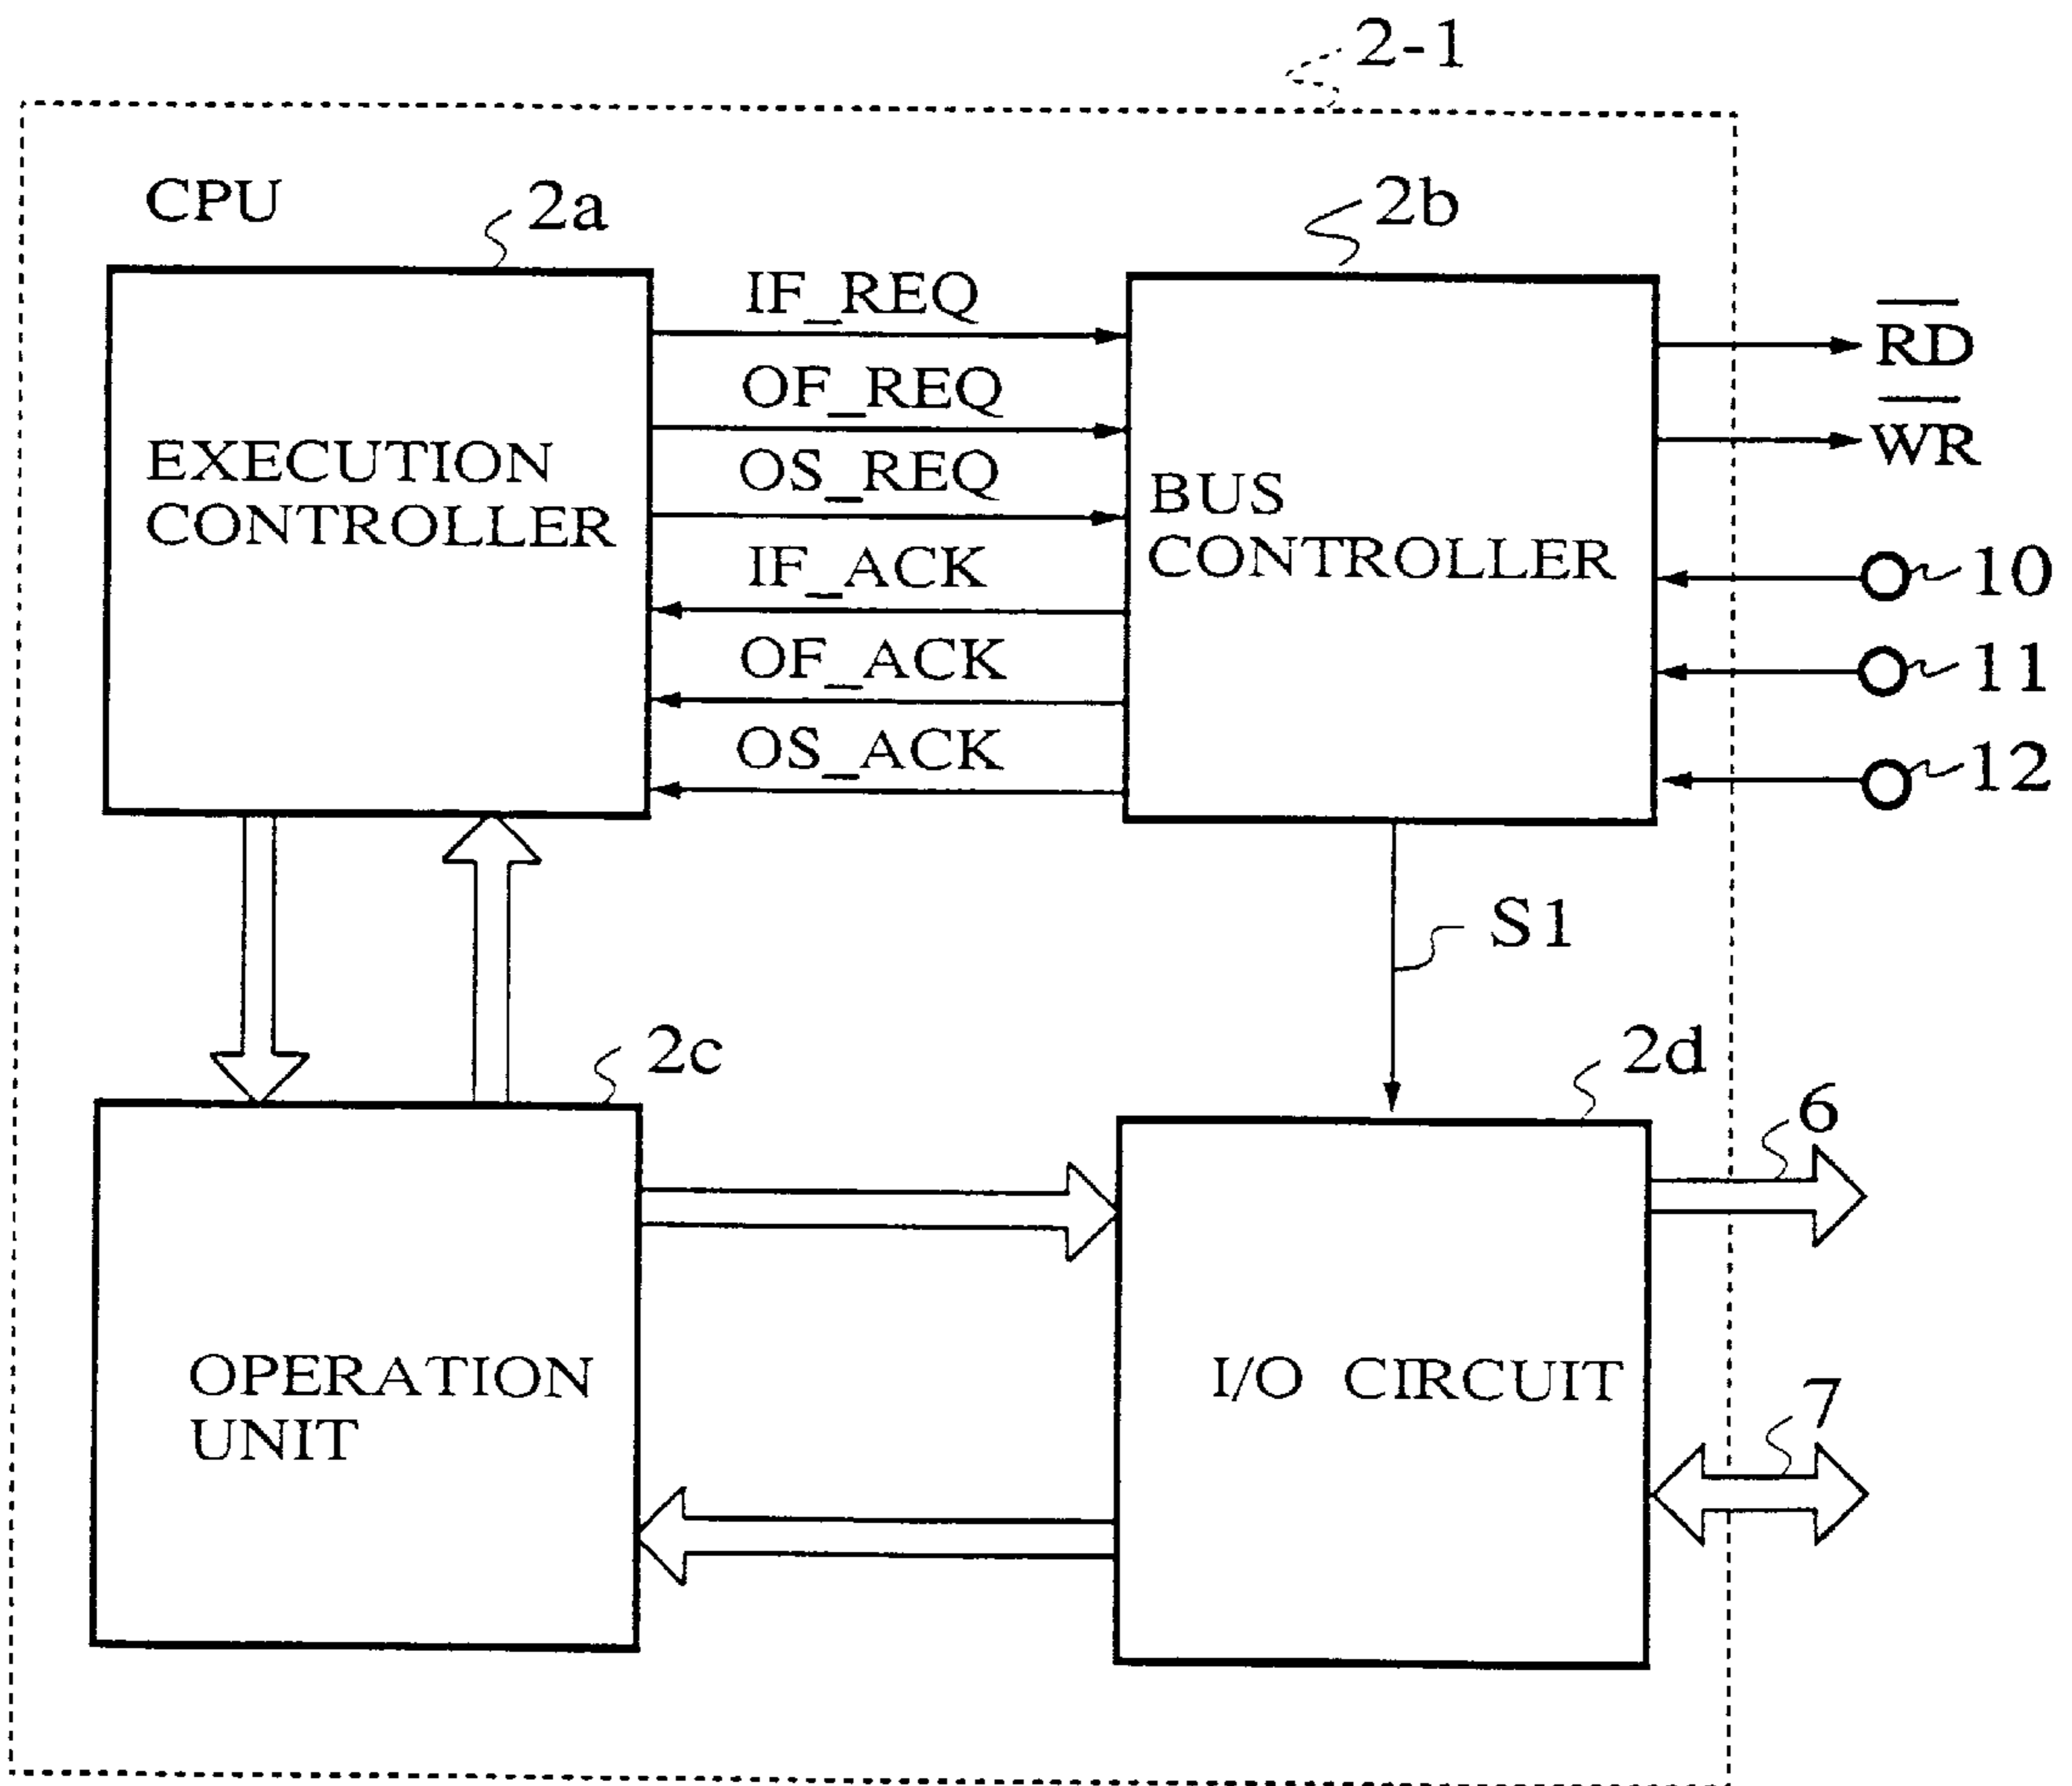 2-1
CPU
2a
2b
IF_REQ
OF_REQ
OS_REQ
IF_ACK
OF_ACK
OS_ACK
EXECUTION
CONTROLLER
BUS
CONTROLLER
RD
WR
10
11
12
S1
2c
2d
6
OPERATION
UNIT
I/O CIRCUIT
7